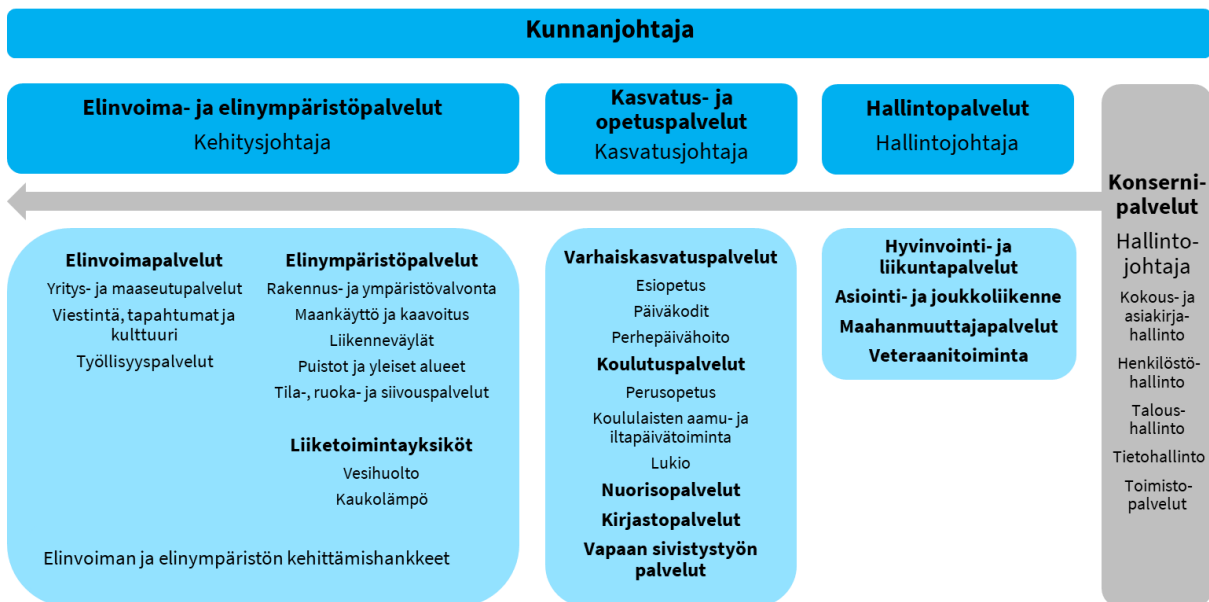 Kunnanjohtaja
Elinvoima- ja elinympäristöpalvelut
Kehitysjohtaja
Kasvatus- ja
opetuspalvelut
Kasvatusjohtaja
Hallintopalvelut
Hallintojohtaja
Elinvoimapalvelut
Yritys- ja maaseutupalvelut
Viestintä, tapahtumat ja
kulttuuri
Työllisyyspalvelut
Elinympäristöpalvelut
Rakennus- ja ympäristövalvonta
Maankäyttö ja kaavoitus
Liikenneväylät
Puistot ja yleiset alueet
Tila-, ruoka- ja siivouspalvelut
Liiketoimintayksiköt
Vesihuolto
Kaukolämpö
Elinvoiman ja elinympäristön kehittämishankkeet
Varhaiskasvatuspalvelut
Esiopetus
Päiväkodit
Perhepäivähoito
Koulutuspalvelut
Perusopetus
Koululaisten aamu- ja
iltapäivätoiminta
Lukio
Nuorisopalvelut
Kirjastopalvelut
Vapaan sivistystyön
palvelut
Hyvinvointi- ja
liikuntapalvelut
Asiointi- ja joukkoliikenne
Maahanmuuttajapalvelut
Veteraanitoiminta
Konserni-
palvelut
Hallinto-
johtaja
Kokous- ja
asiakirja-
hallinto
Henkilöstö-
hallinto
Talous-
hallinto
Tietohallinto
Toimisto-
palvelut